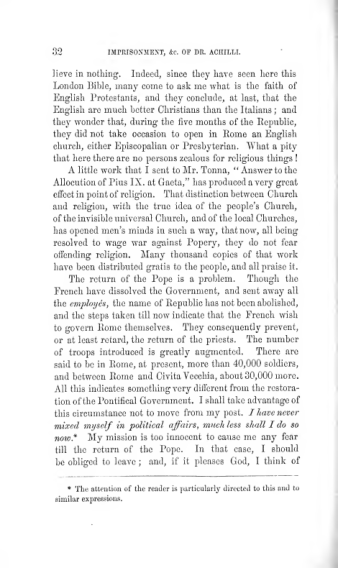 32 IMPRISONMENT, &c. OF DR. ACHILLI.
lieve in nothing. Indeed, since they have seen here this
London Bible, many come to ask me what is the faith of
English Protestants, and they conclude, at last, that the
English are much better Christians than the Italians; and
they wonder that, during the five months of the Republic,
they did not take occasion to open in Rome an English
church, either Episcopalian or Presbyterian. What a pity
that here there are no persons zealous for religious things!
A little work that I sent to Mr. Tonna, "Answer to the
Allocution of Pius IX. at Gaeta," has produced a very great
effect in point of religion. That distinction between Church
and religion, with the true idea of the people's Church,
of the invisible universal Church, and of the local Churches,
has opened men's minds in such a way, that now, all being
resolved to wage war against Popery, they do not fear
offending religion. Many thousand copies of that work
have been distributed gratis to the people, and all praise it.
The return of the Pope is a problem. Though the
French have dissolved the Government, and sent away all
the employés, the name of Republic has not been abolished,
and the steps taken till now indicate that the French wish
to govern Rome themselves. They consequently prevent,
or at least retard, the return of the priests. The number
of troops introduced is greatly augmented. There are
said to be in Rome, at present, more than 40,000 soldiers,
and between Rome and Civita Vecchia, about 30,000 more.
All this indicates something very different from the restora-
tion of the Pontifical Government. I shall take advantage of
this circumstance not to move from my post. I have never
mixed myself in political affairs, much less shall I do so
now.* My mission is too innocent to cause me any fear
till the return of the Pope. In that case, I should
be obliged to leave; and, if it pleases God, I think of
* The attention of the reader is particularly directed to this and to
similar expressions.